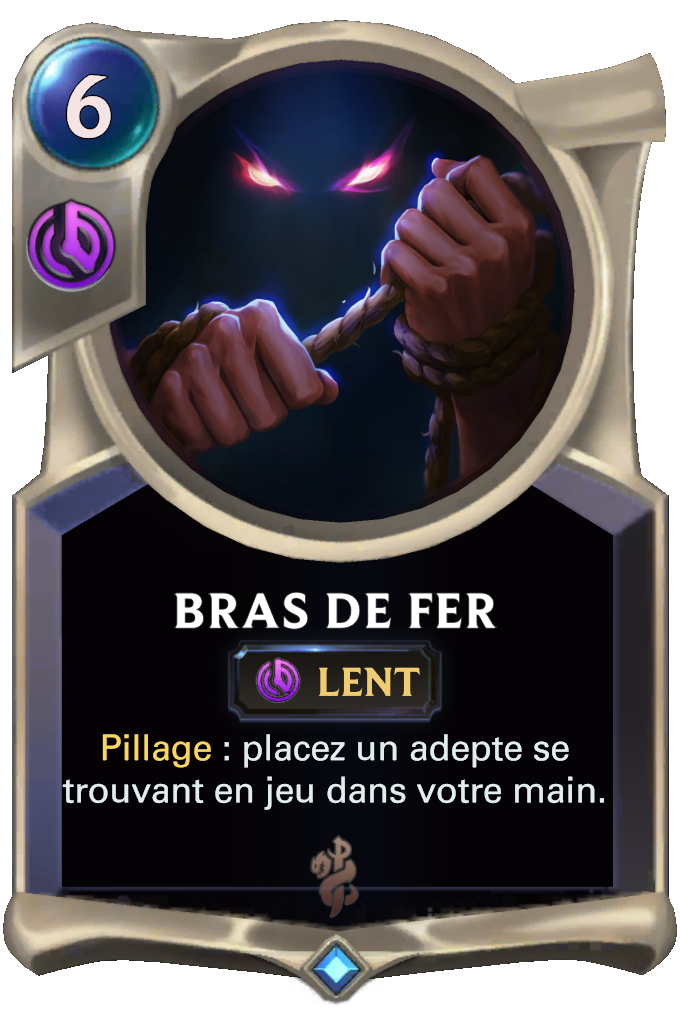 6
BRAS DE FER
LENT
Pillage : placez un adepte se
trouvant en jeu dans votre main.